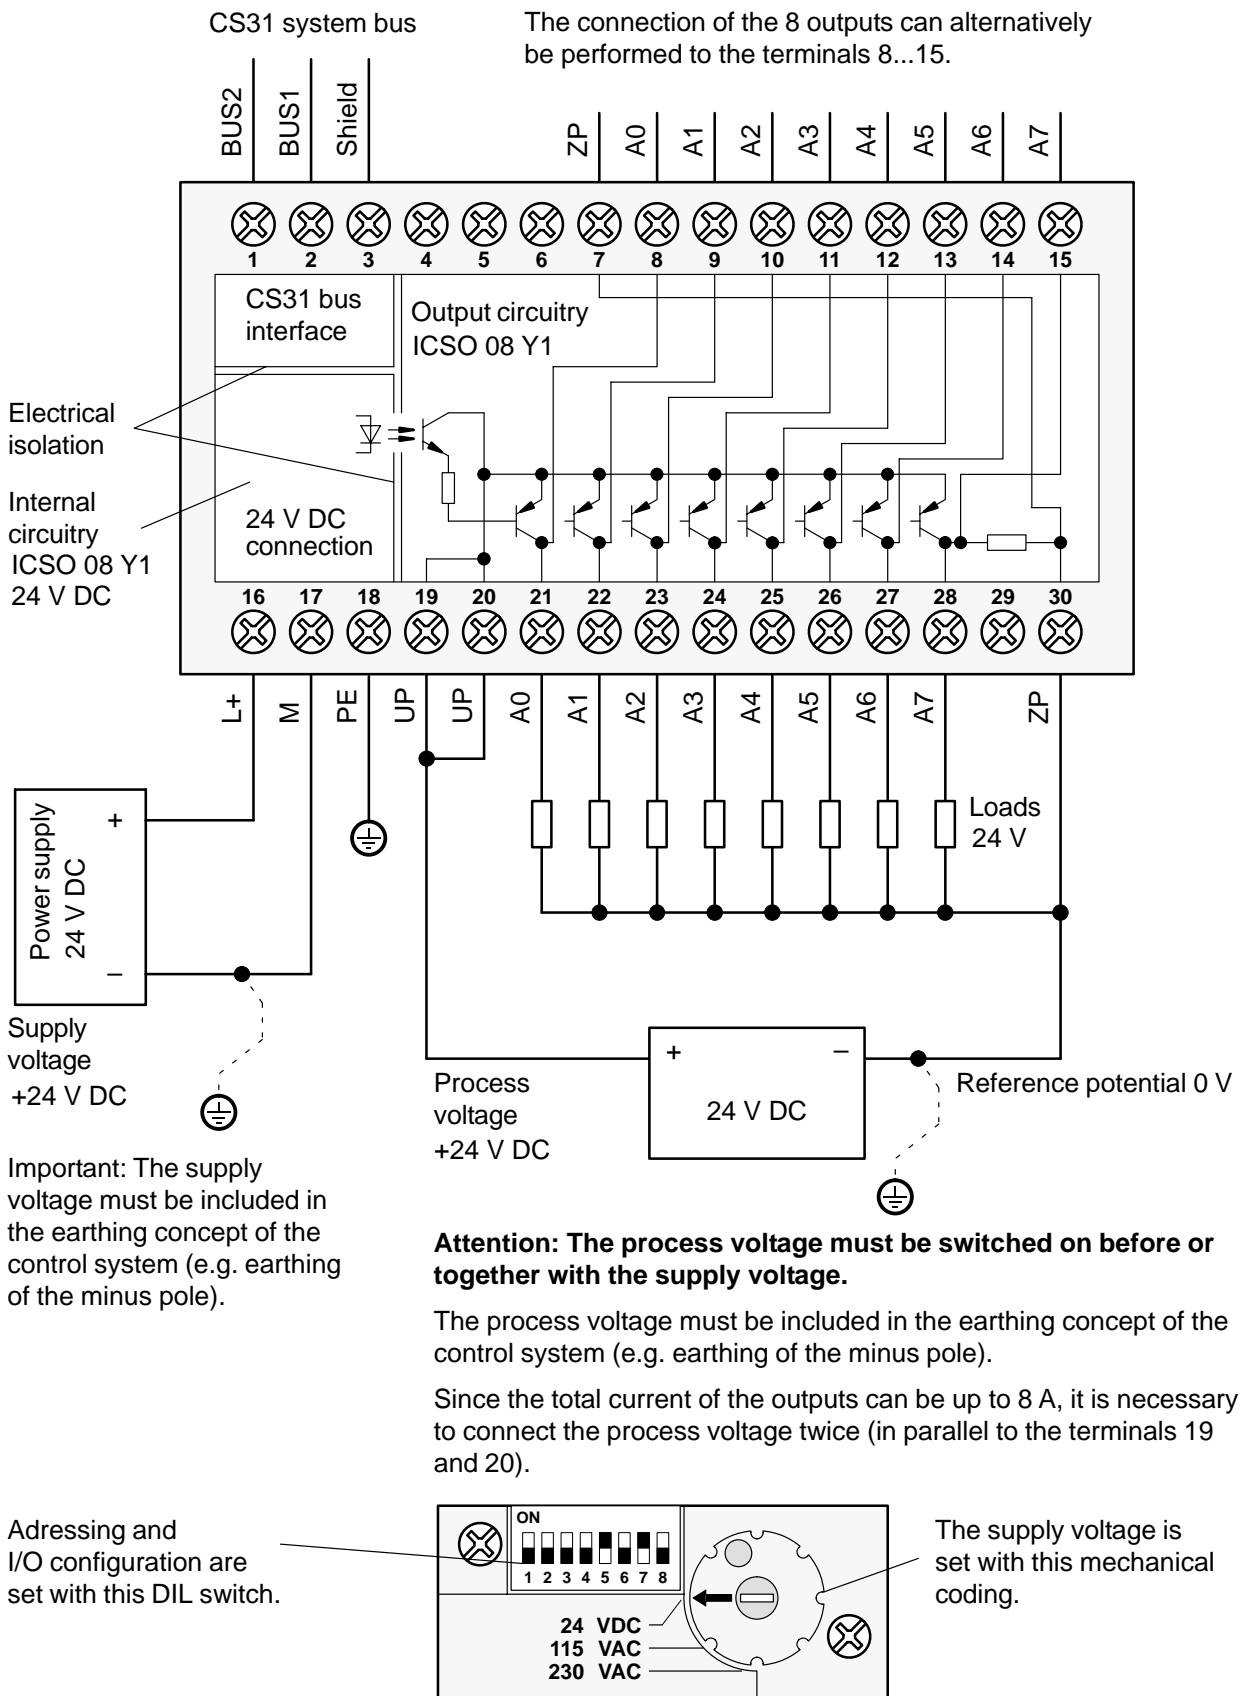 CS31 system bus
The connection of the 8 outputs can alternatively
be performed to the terminals 8...15.
BUS2
BUS1
Shield
ZP
A0
A1
A2
A3
A4
A5
A6
A7
1 2 3 4 5 6 7 8 9 10 11 12 13 14 15
CS31 bus
interface
Output circuitry
ICSO 08 Y1
Electrical
isolation
Internal
circuitry
ICSO 08 Y1
24 V DC
24 V DC
connection
16 17 18 19 20 21 22 23 24 25 26 27 28 29 30
L+
M
PE
UP
UP
A0
A1
A2
A3
A4
A5
A6
A7
ZP
Power supply
24 V DC
+
–
Loads
24 V
Supply
voltage
+24 V DC
Process
voltage
+24 V DC
+ –
24 V DC
Reference potential 0 V
Important: The supply
voltage must be included in
the earthing concept of the
control system (e.g. earthing
of the minus pole).
Attention: The process voltage must be switched on before or
together with the supply voltage.
The process voltage must be included in the earthing concept of the
control system (e.g. earthing of the minus pole).
Since the total current of the outputs can be up to 8 A, it is necessary
to connect the process voltage twice (in parallel to the terminals 19
and 20).
Adressing and
I/O configuration are
set with this DIL switch.
ON
1 2 3 4 5 6 7 8
24 VDC
115 VAC
230 VAC
The supply voltage is
set with this mechanical
coding.